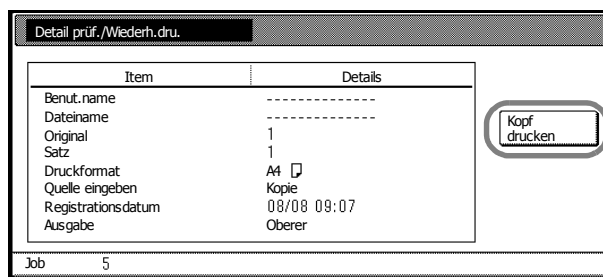 Detail prüf./Wiederh.dru.
Item Details
Benut.name --------------
Dateiname --------------
Original 1
Satz 1
Druckformat A4
Quelle eingeben Kopie
Registrationsdatum 08/08 09:07
Ausgabe Oberer
Kopf
drucken
Job 5